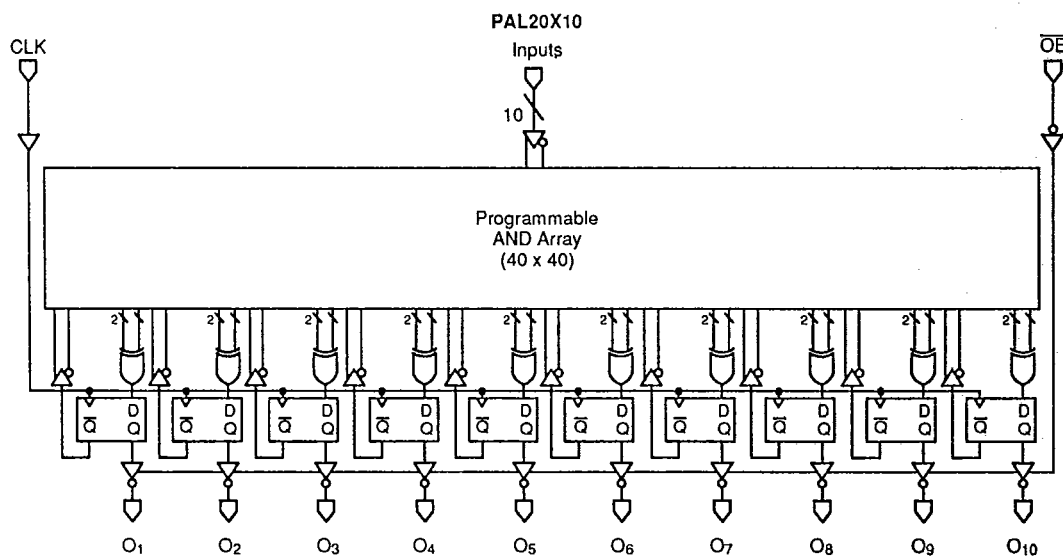 PAL20X10
CLK
Inputs
OE
10
Programmable
AND Array
(40 x 40)
2 2 2 2 2 2 2 2 2 2
D D D D D D D D D D
Q Q Q Q Q Q Q Q Q Q Q Q Q Q Q Q Q Q Q Q
O1 O2 O3 O4 O5 O6 O7 O8 O9 O10